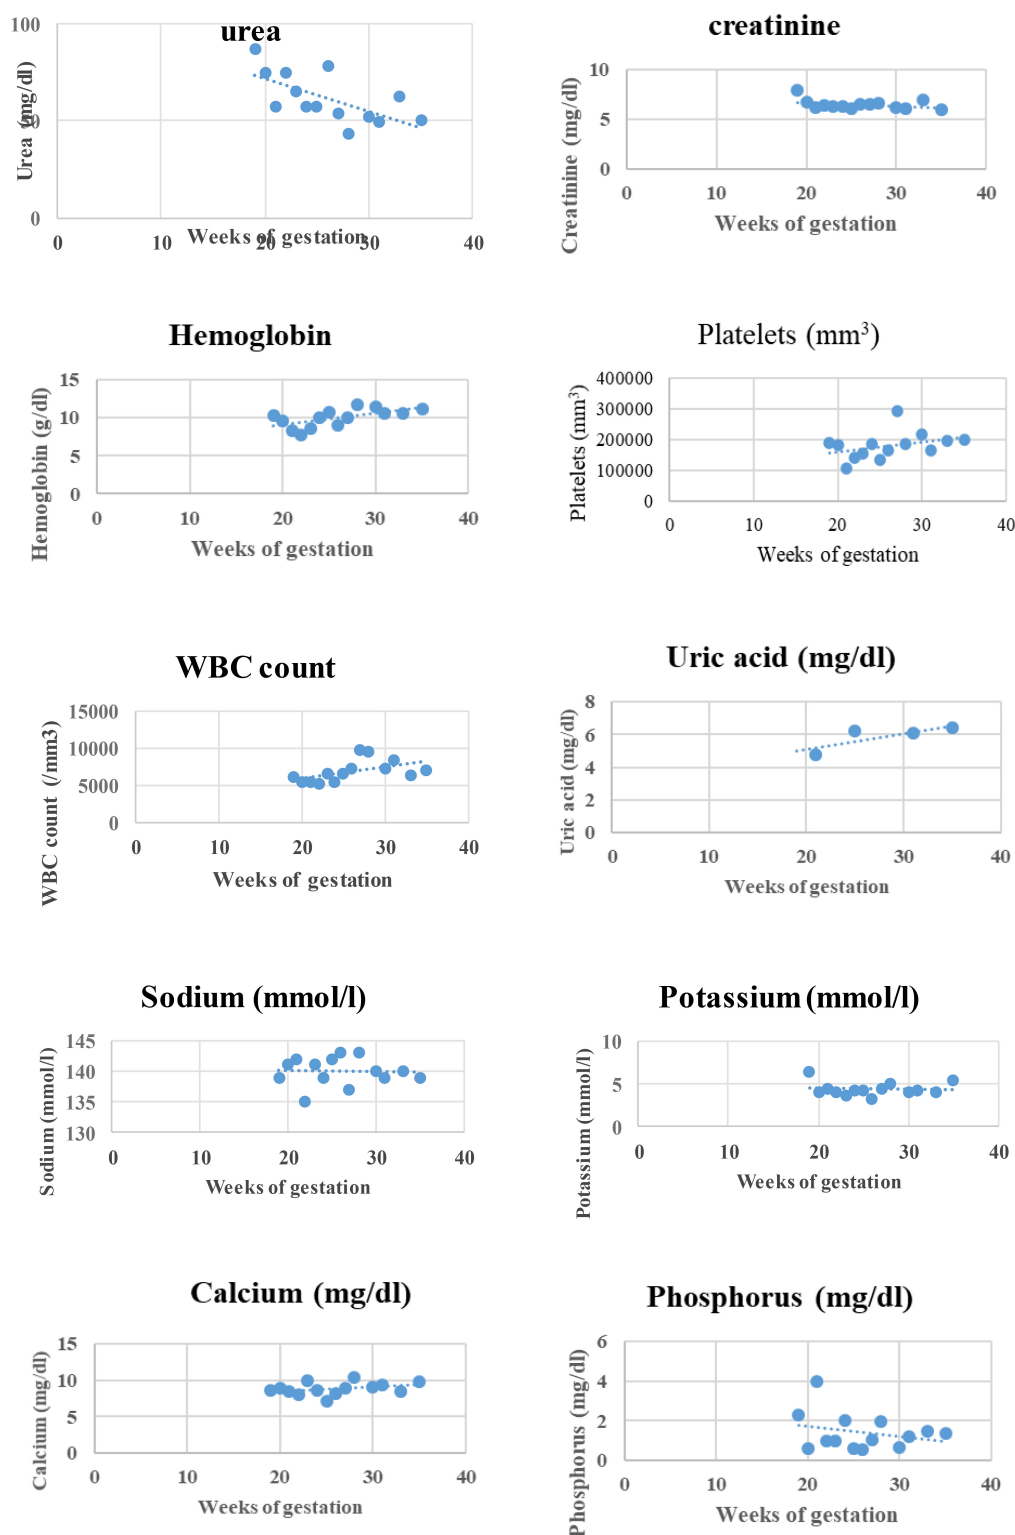 urea
100
50
0
Urea (mg/dl)
0 10 20 30 40
Weeks of gestation
creatinine
10
5
0
Creatinine (mg/dl)
0 10 20 30 40
Weeks of gestation
Hemoglobin
15
10
5
0
Hemoglobin (g/dl)
0 10 20 30 40
Weeks of gestation
Platelets (mm³)
400000
300000
200000
100000
0
Platelets (mm³)
0 10 20 30 40
Weeks of gestation
WBC count
15000
10000
5000
0
WBC count (/mm3)
0 10 20 30 40
Weeks of gestation
Uric acid (mg/dl)
8
6
4
2
0
Uric acid (mg/dl)
0 10 20 30 40
Weeks of gestation
Sodium (mmol/l)
145
140
135
130
Sodium (mmol/l)
0 10 20 30 40
Weeks of gestation
Potassium (mmol/l)
10
5
0
Potassium (mmol/l)
0 10 20 30 40
Weeks of gestation
Calcium (mg/dl)
15
10
5
0
Calcium (mg/dl)
0 10 20 30 40
Weeks of gestation
Phosphorus (mg/dl)
6
4
2
0
Phosphorus (mg/dl)
0 10 20 30 40
Weeks of gestation